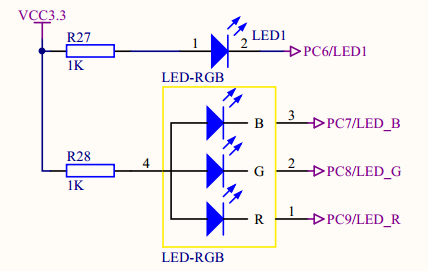 VCC3.3
R27
1K
1
2
LED1
PC6/LED1
LED-RGB
R28
1K
4
B
3
PC7/LED_B
G
2
PC8/LED_G
R
1
PC9/LED_R
LED-RGB